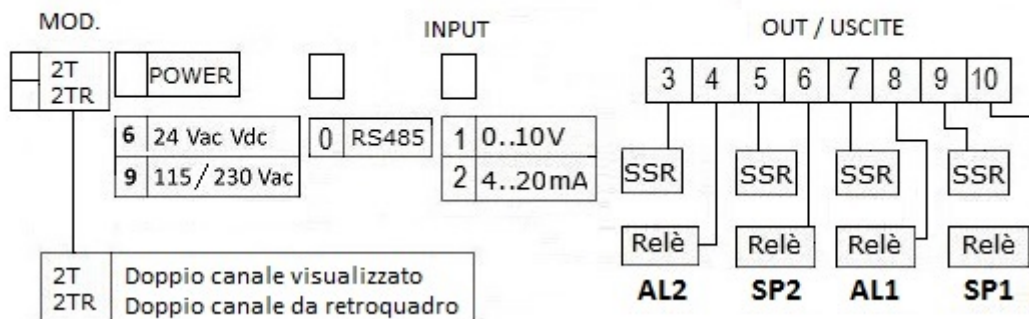 MOD.
INPUT
OUT / USCITE
2T
2TR
POWER
3 4 5 6 7 8 9 10
6 24 Vac Vdc
9 115 / 230 Vac
0 RS485
1 0..10V
2 4..20mA
SSR SSR SSR SSR
Relè Relè Relè Relè
AL2 SP2 AL1 SP1
2T Doppio canale visualizzato
2TR Doppio canale da retroquadro